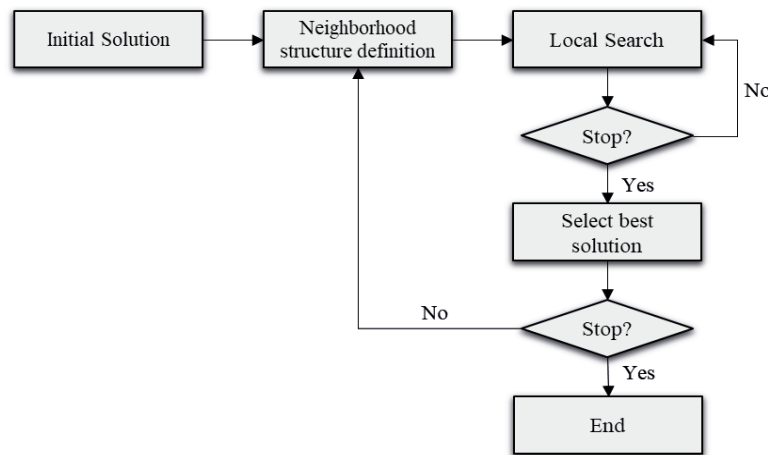 Initial Solution
Neighborhood
structure definition
Local Search
No
Stop?
Yes
Select best
solution
No
Stop?
Yes
End